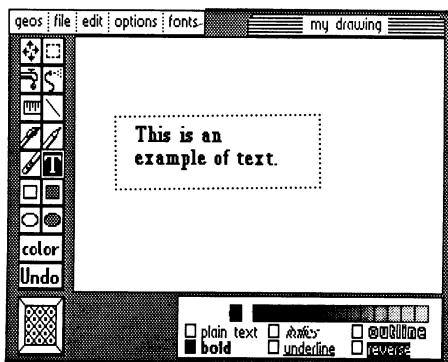 geos file edit options fonts
my drawing
T
This is an
example of text.
color
Undo
plain text italics outline
bold underline reverse